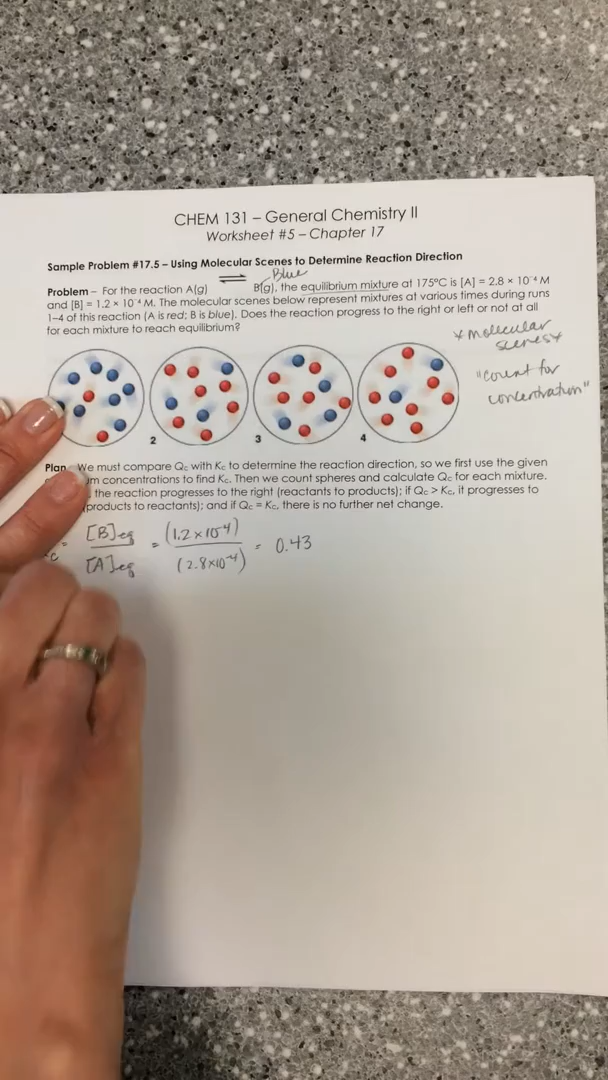 CHEM 131 – General Chemistry II
Worksheet #5 – Chapter 17
Sample Problem #17.5 – Using Molecular Scenes to Determine Reaction Direction
Blue
Problem – For the reaction A(g) ⇌ B(g), the equilibrium mixture at 175°C is [A] = 2.8 × 10⁻⁴ M
and [B] = 1.2 × 10⁻⁴ M. The molecular scenes below represent mixtures at various times during runs
1–4 of this reaction (A is red; B is blue). Does the reaction progress to the right or left or not at all
for each mixture to reach equilibrium?
* molecular
scenes *
"count for
concentration"
2 3 4
Plan We must compare Qc with Kc to determine the reaction direction, so we first use the given
um concentrations to find Kc. Then we count spheres and calculate Qc for each mixture.
, the reaction progresses to the right (reactants to products); if Qc > Kc, it progresses to
products to reactants); and if Qc = Kc, there is no further net change.
c = [B]eq / [A]eq = (1.2×10⁻⁴) / (2.8×10⁻⁴) = 0.43